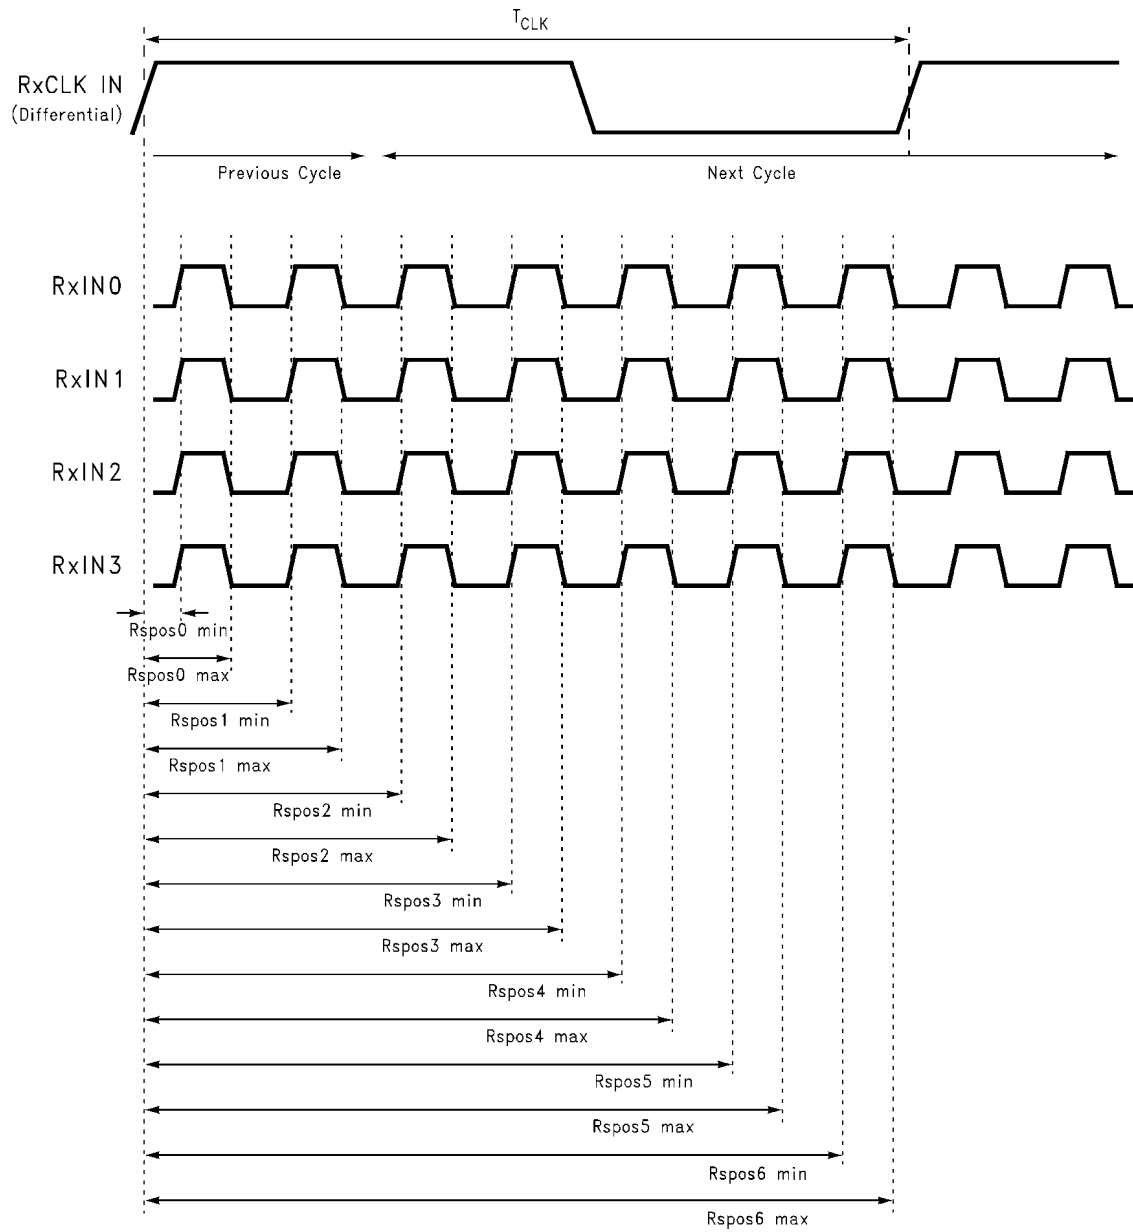 TCLK
RxCLK IN
(Differential)
Previous Cycle
Next Cycle
RxIN0
RxIN1
RxIN2
RxIN3
Rspos0 min
Rspos0 max
Rspos1 min
Rspos1 max
Rspos2 min
Rspos2 max
Rspos3 min
Rspos3 max
Rspos4 min
Rspos4 max
Rspos5 min
Rspos5 max
Rspos6 min
Rspos6 max